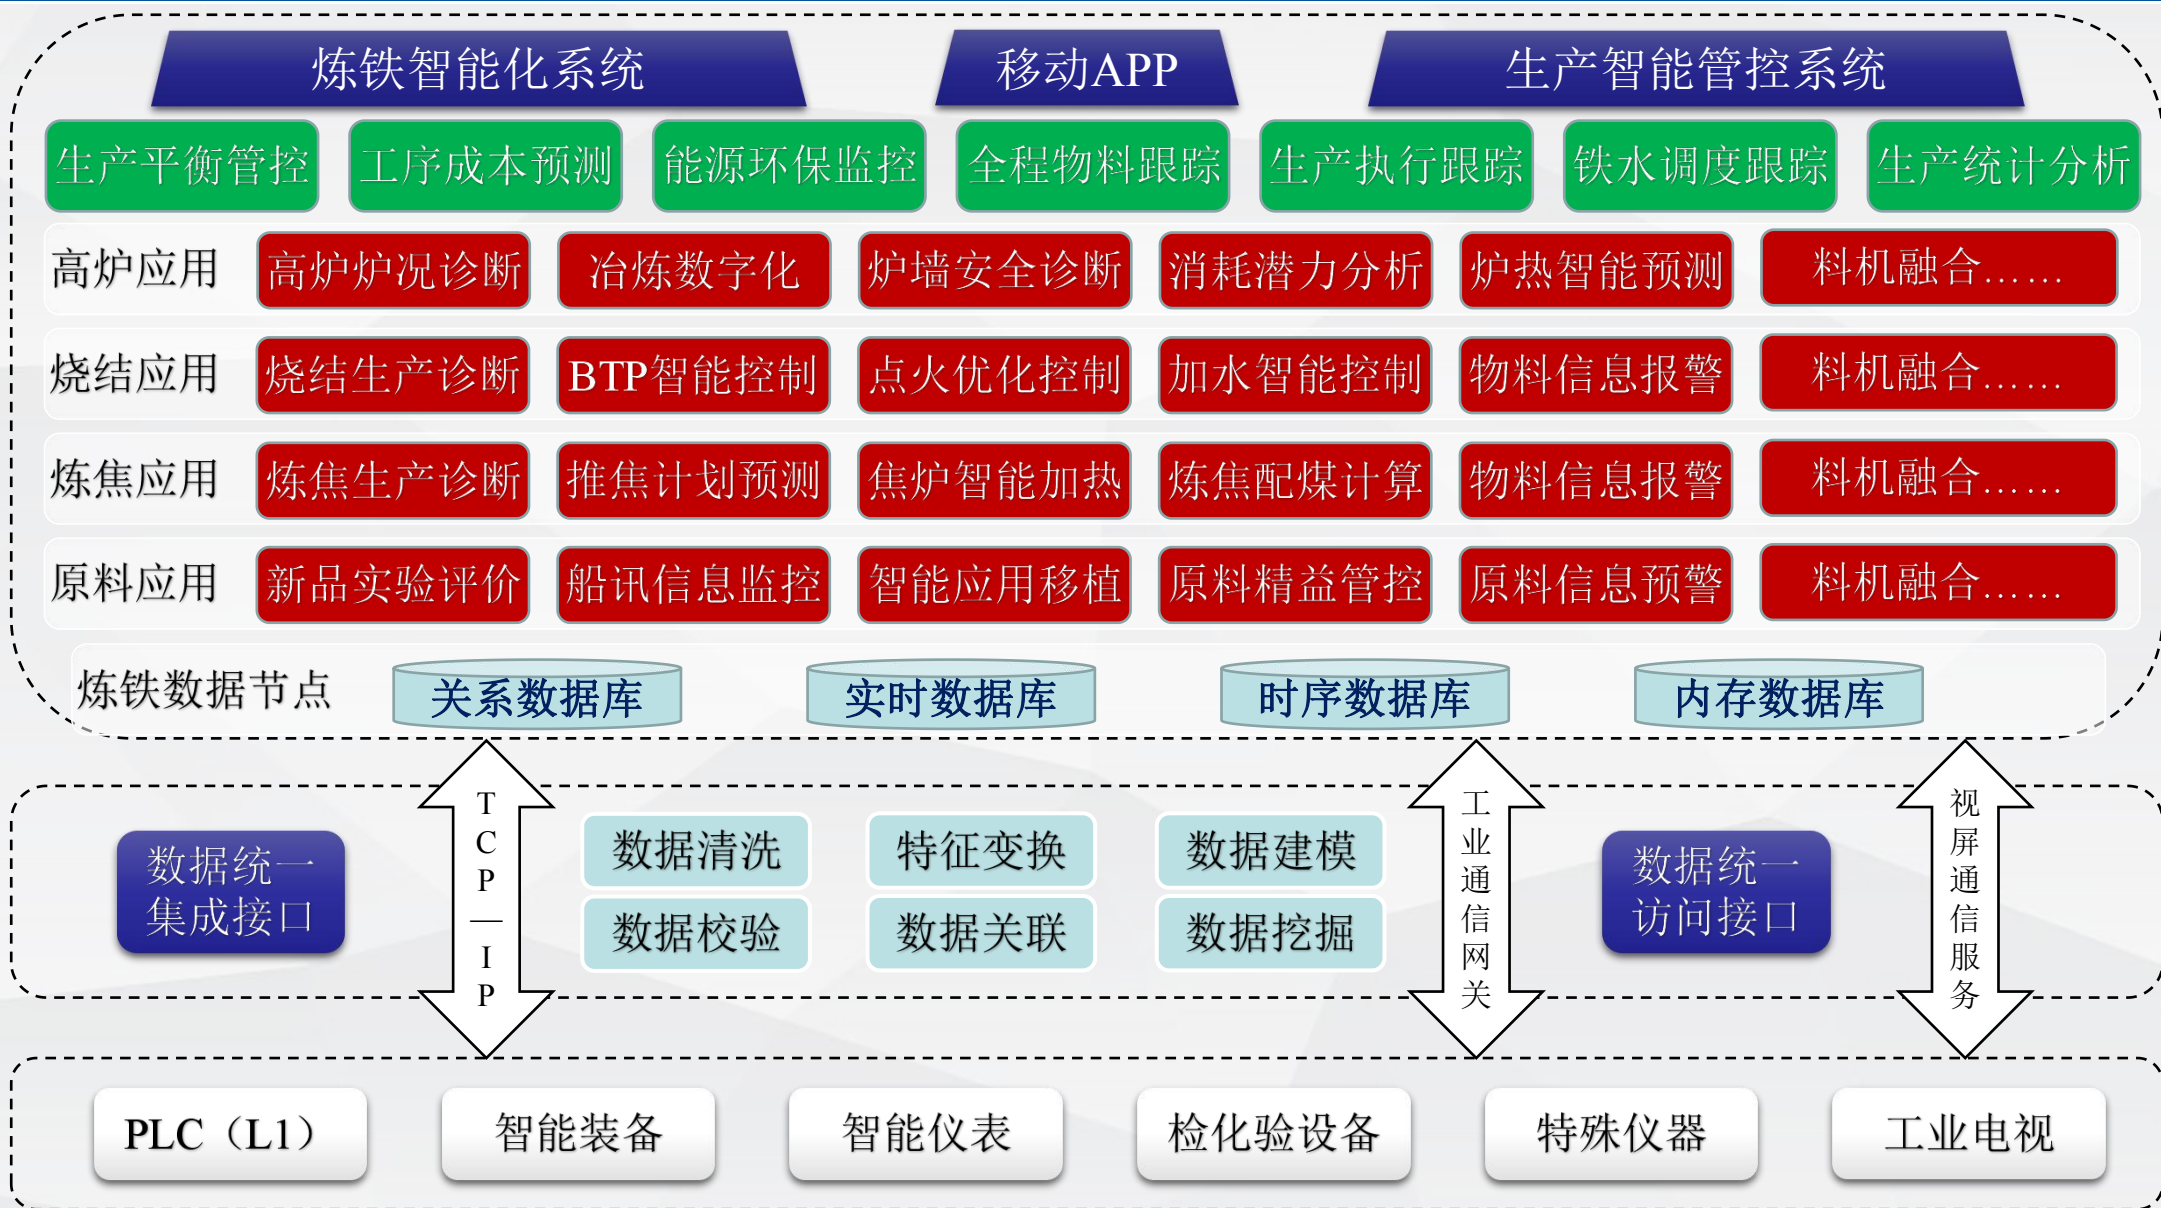 炼铁智能化系统 移动APP 生产智能管控系统
生产平衡管控 工序成本预测 能源环保监控 全程物料跟踪 生产执行跟踪 铁水调度跟踪 生产统计分析
高炉应用 高炉炉况诊断 冶炼数字化 炉墙安全诊断 消耗潜力分析 炉热智能预测 料机融合……
烧结应用 烧结生产诊断 BTP智能控制 点火优化控制 加水智能控制 物料信息报警 料机融合……
炼焦应用 炼焦生产诊断 推焦计划预测 焦炉智能加热 炼焦配煤计算 物料信息报警 料机融合……
原料应用 新品实验评价 船讯信息监控 智能应用移植 原料精益管控 原料信息预警 料机融合……
炼铁数据节点 关系数据库 实时数据库 时序数据库 内存数据库
数据统一
集成接口
TCP—IP
数据清洗 特征变换 数据建模
数据校验 数据关联 数据挖掘
工业通信网关
数据统一
访问接口
视屏通信服务
PLC（L1） 智能装备 智能仪表 检化验设备 特殊仪器 工业电视